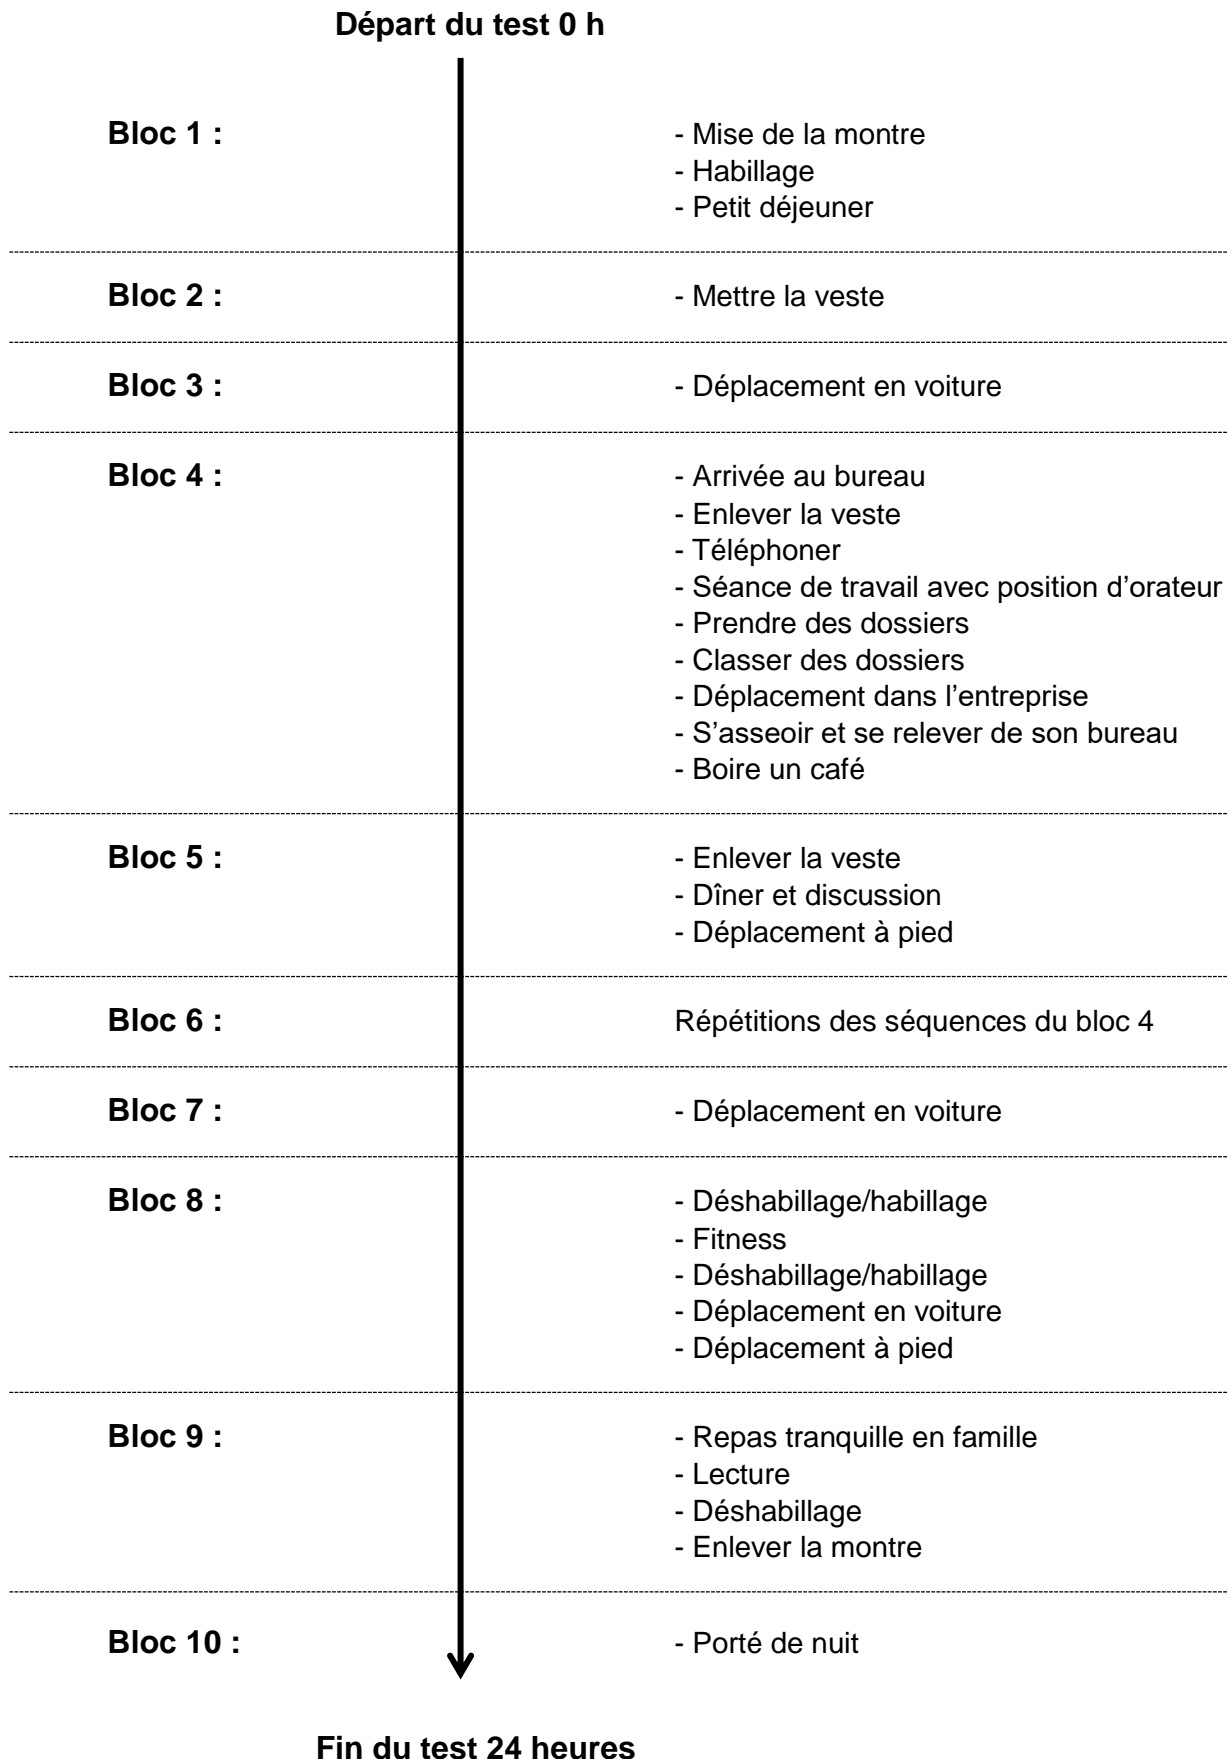 Départ du test 0 h
Bloc 1 :
- Mise de la montre
- Habillage
- Petit déjeuner
Bloc 2 :
- Mettre la veste
Bloc 3 :
- Déplacement en voiture
Bloc 4 :
- Arrivée au bureau
- Enlever la veste
- Téléphoner
- Séance de travail avec position d'orateur
- Prendre des dossiers
- Classer des dossiers
- Déplacement dans l'entreprise
- S'asseoir et se relever de son bureau
- Boire un café
Bloc 5 :
- Enlever la veste
- Dîner et discussion
- Déplacement à pied
Bloc 6 :
Répétitions des séquences du bloc 4
Bloc 7 :
- Déplacement en voiture
Bloc 8 :
- Déshabillage/habillage
- Fitness
- Déshabillage/habillage
- Déplacement en voiture
- Déplacement à pied
Bloc 9 :
- Repas tranquille en famille
- Lecture
- Déshabillage
- Enlever la montre
Bloc 10 :
- Porté de nuit
Fin du test 24 heures